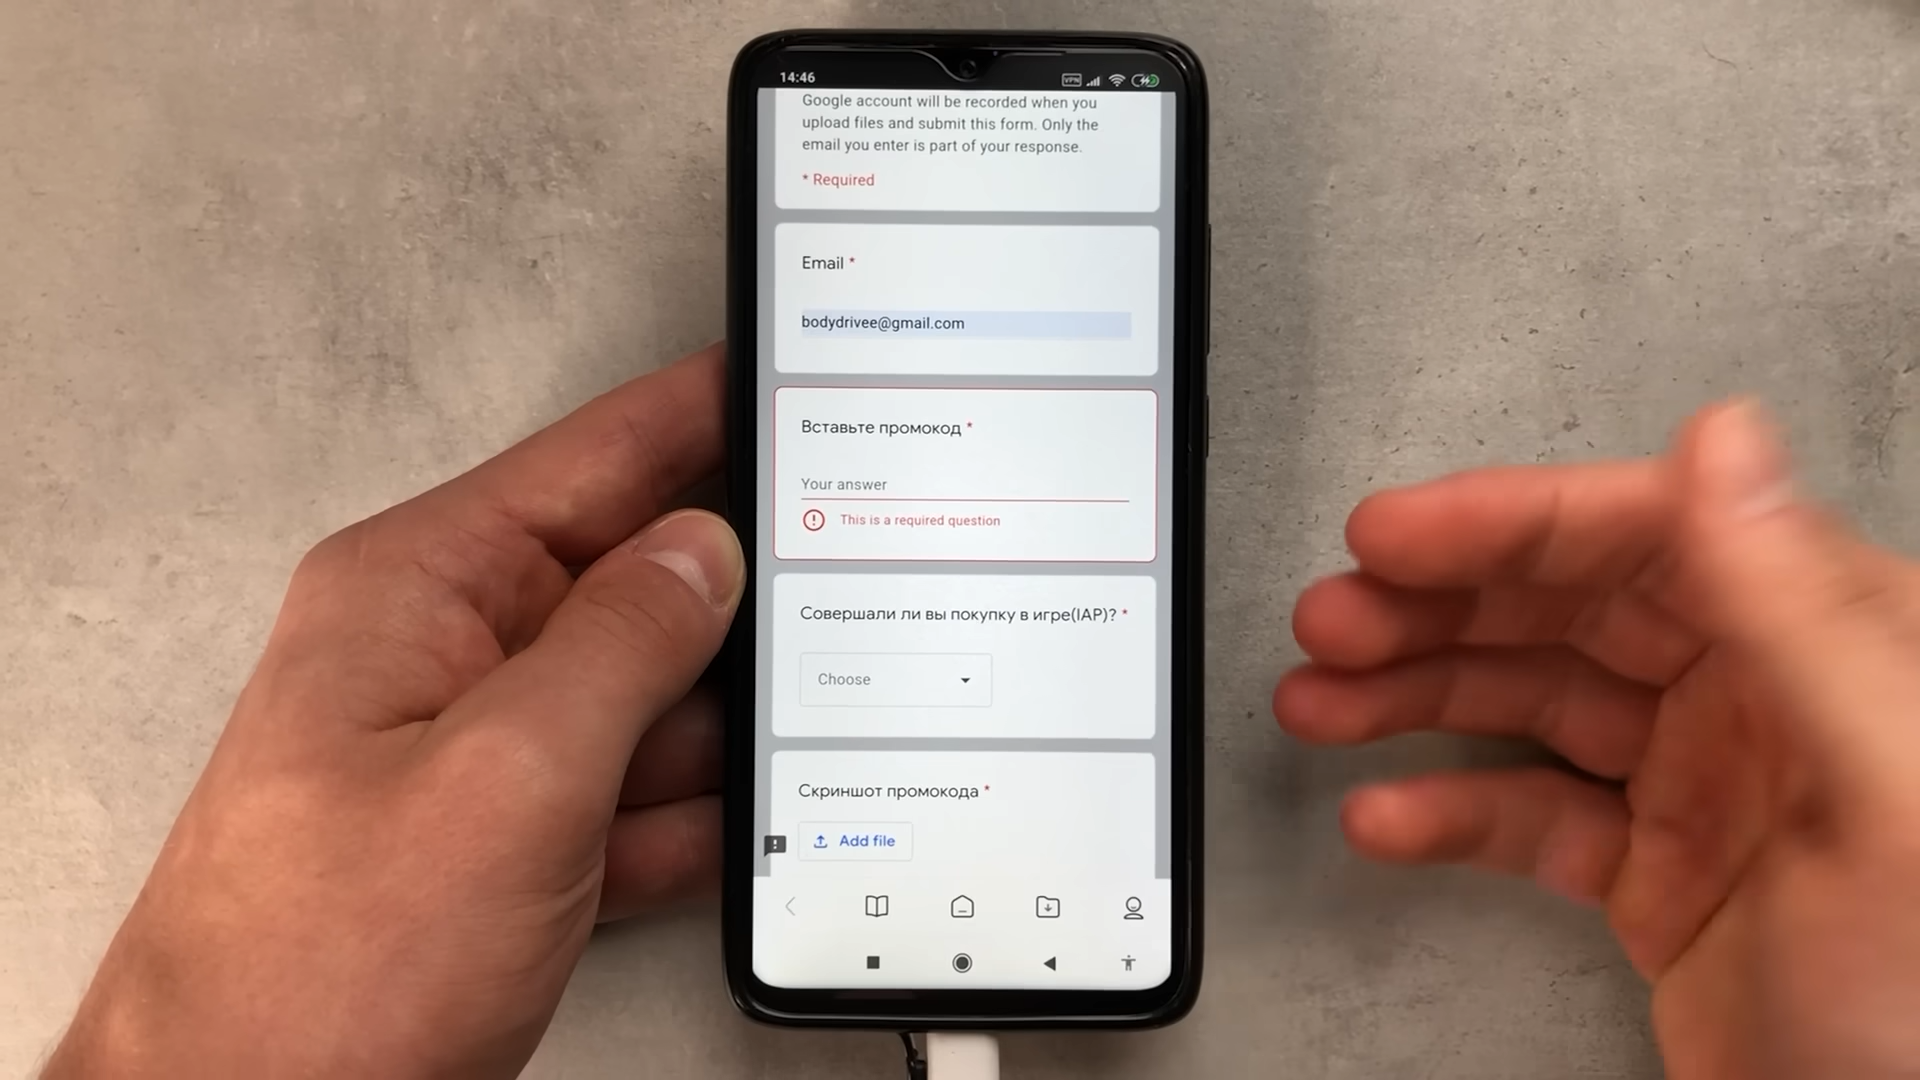 14:46
VPN
Google account will be recorded when you
upload files and submit this form. Only the
email you enter is part of your response.
* Required
Email *
bodydrivee@gmail.com
Вставьте промокод *
Your answer
This is a required question
Совершали ли вы покупку в игре(IAP)? *
Choose
Скриншот промокода *
Add file